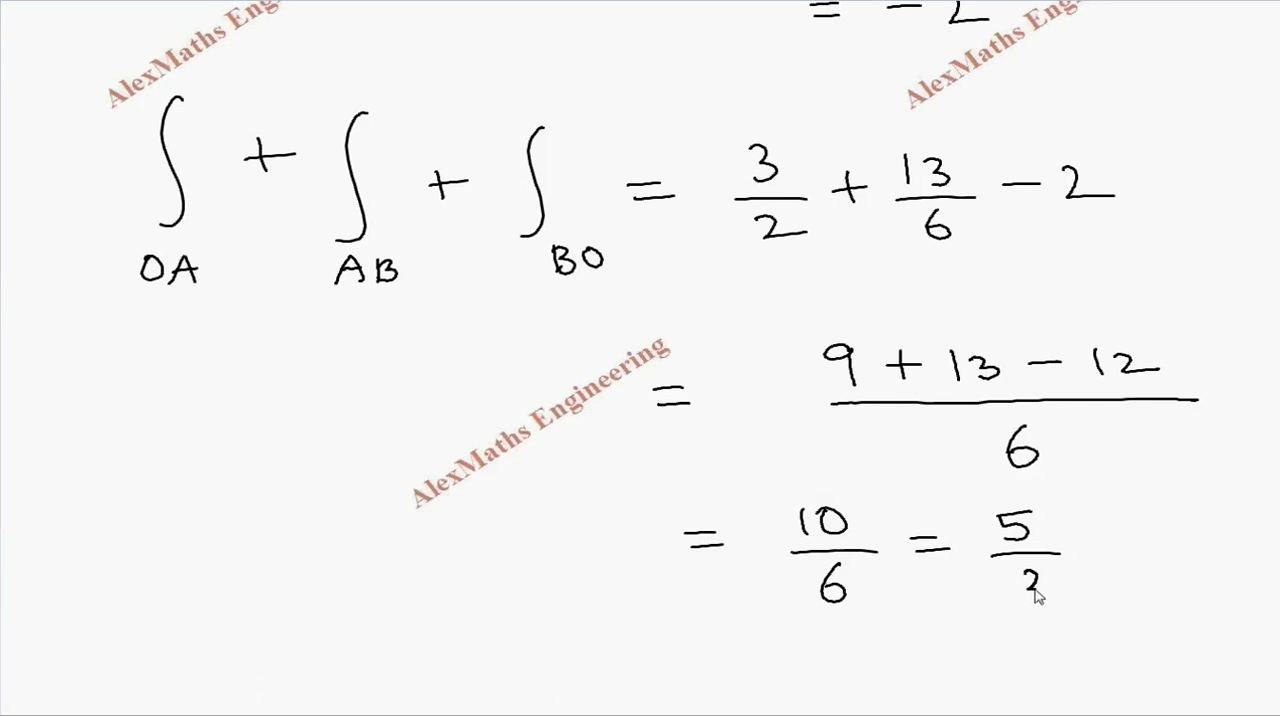 = - 2
AlexMaths Eng
AlexMaths Eng
∫ + ∫ + ∫ = 3/2 + 13/6 - 2
OA AB BO
= (9 + 13 - 12)/6
AlexMaths Engineering
= 10/6 = 5/3